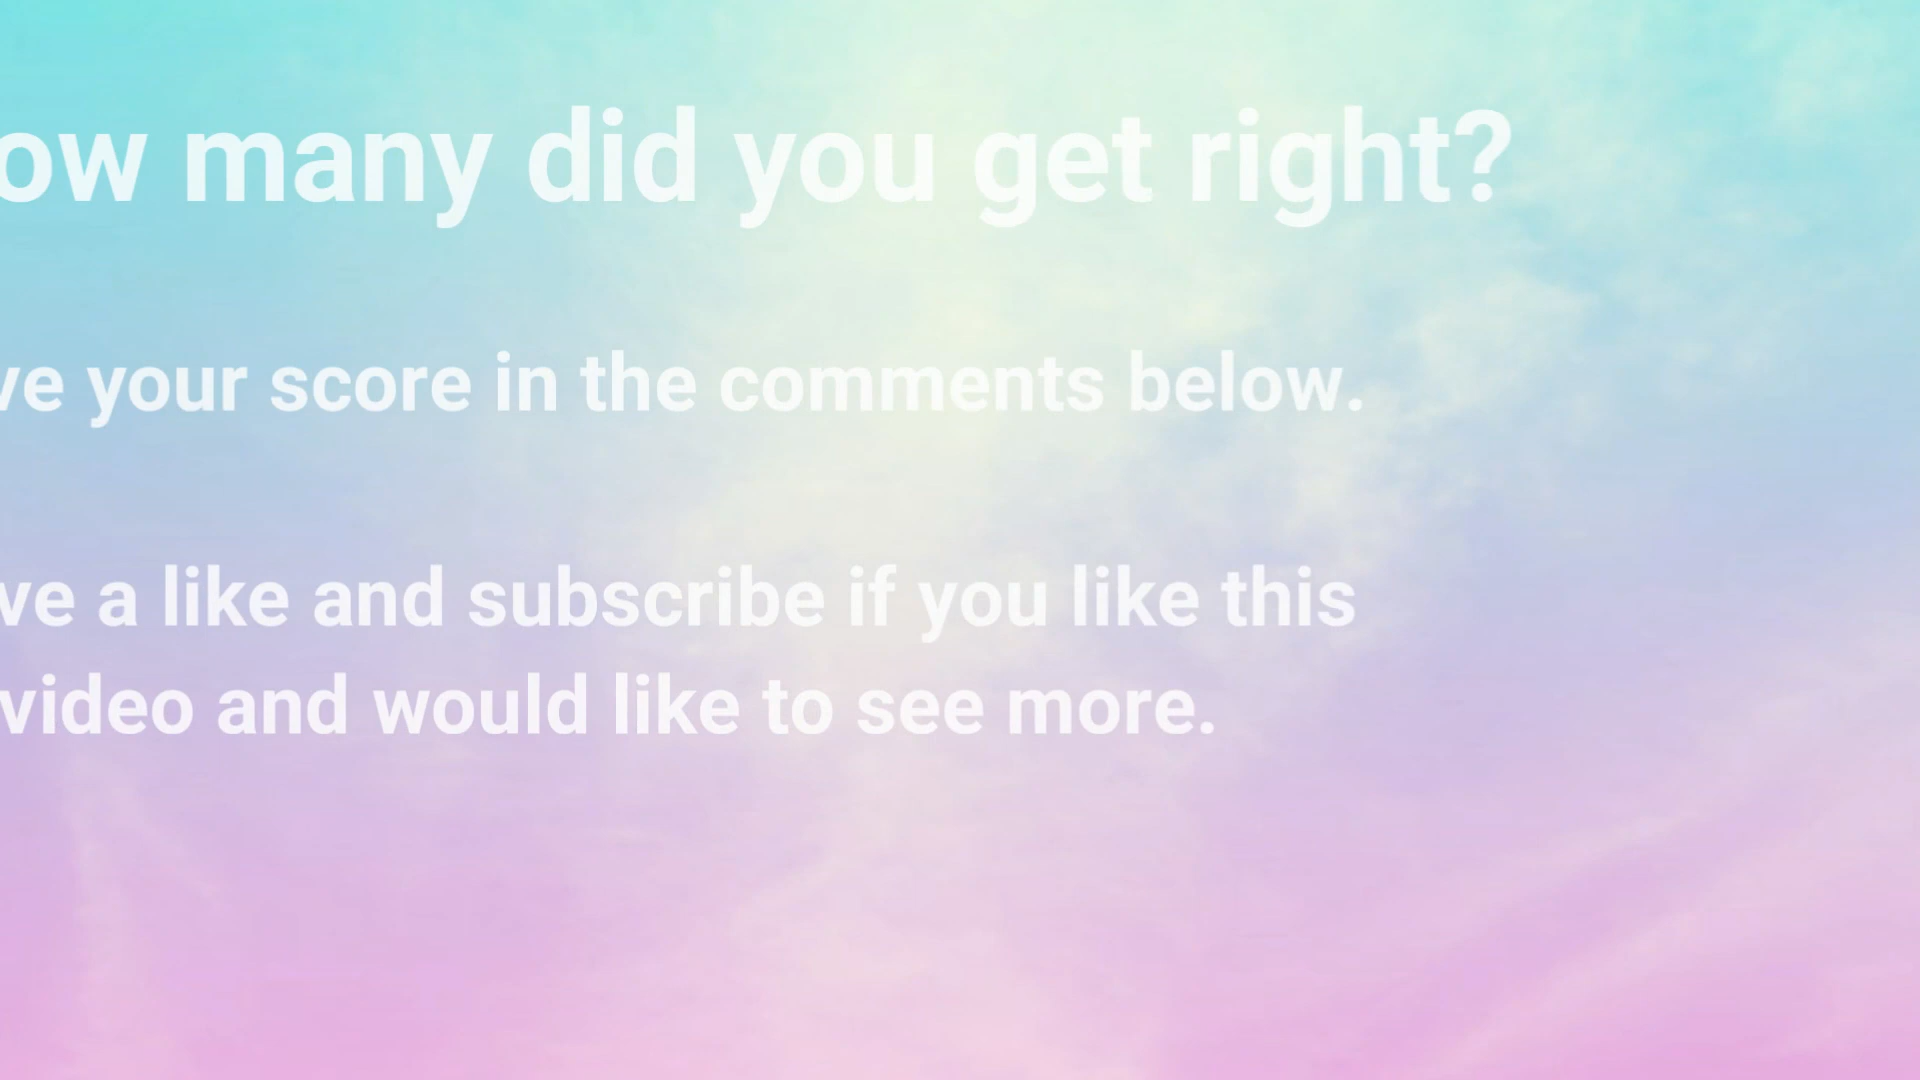 ow many did you get right?
ve your score in the comments below.
ve a like and subscribe if you like this
video and would like to see more.